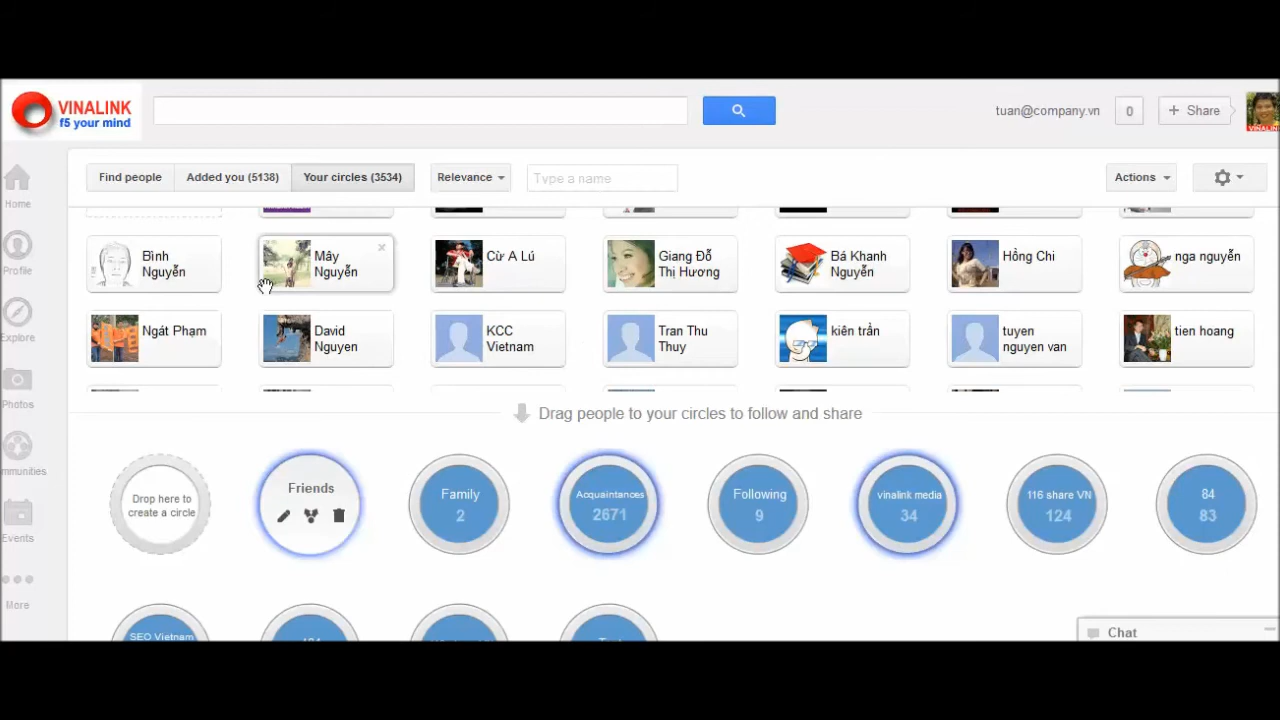 VINALINK
f5 your mind
tuan@company.vn
0
+ Share
VINALINK
Find people
Added you (5138)
Your circles (3534)
Relevance
Type a name
Actions
Home
Profile
Explore
Photos
mmunities
Events
More
Bình
Nguyễn
Mây
Nguyễn
Cừ A Lú
Giang Đỗ
Thị Hương
Bá Khanh
Nguyễn
Hồng Chi
nga nguyễn
Ngát Phạm
David
Nguyen
KCC
Vietnam
Tran Thu
Thuy
kiên trần
tuyen
nguyen van
tien hoang
Drag people to your circles to follow and share
Drop here to
create a circle
Friends
Family
2
Acquaintances
2671
Following
9
vinalink media
34
116 share VN
124
84
83
SEO Vietnam
Chat